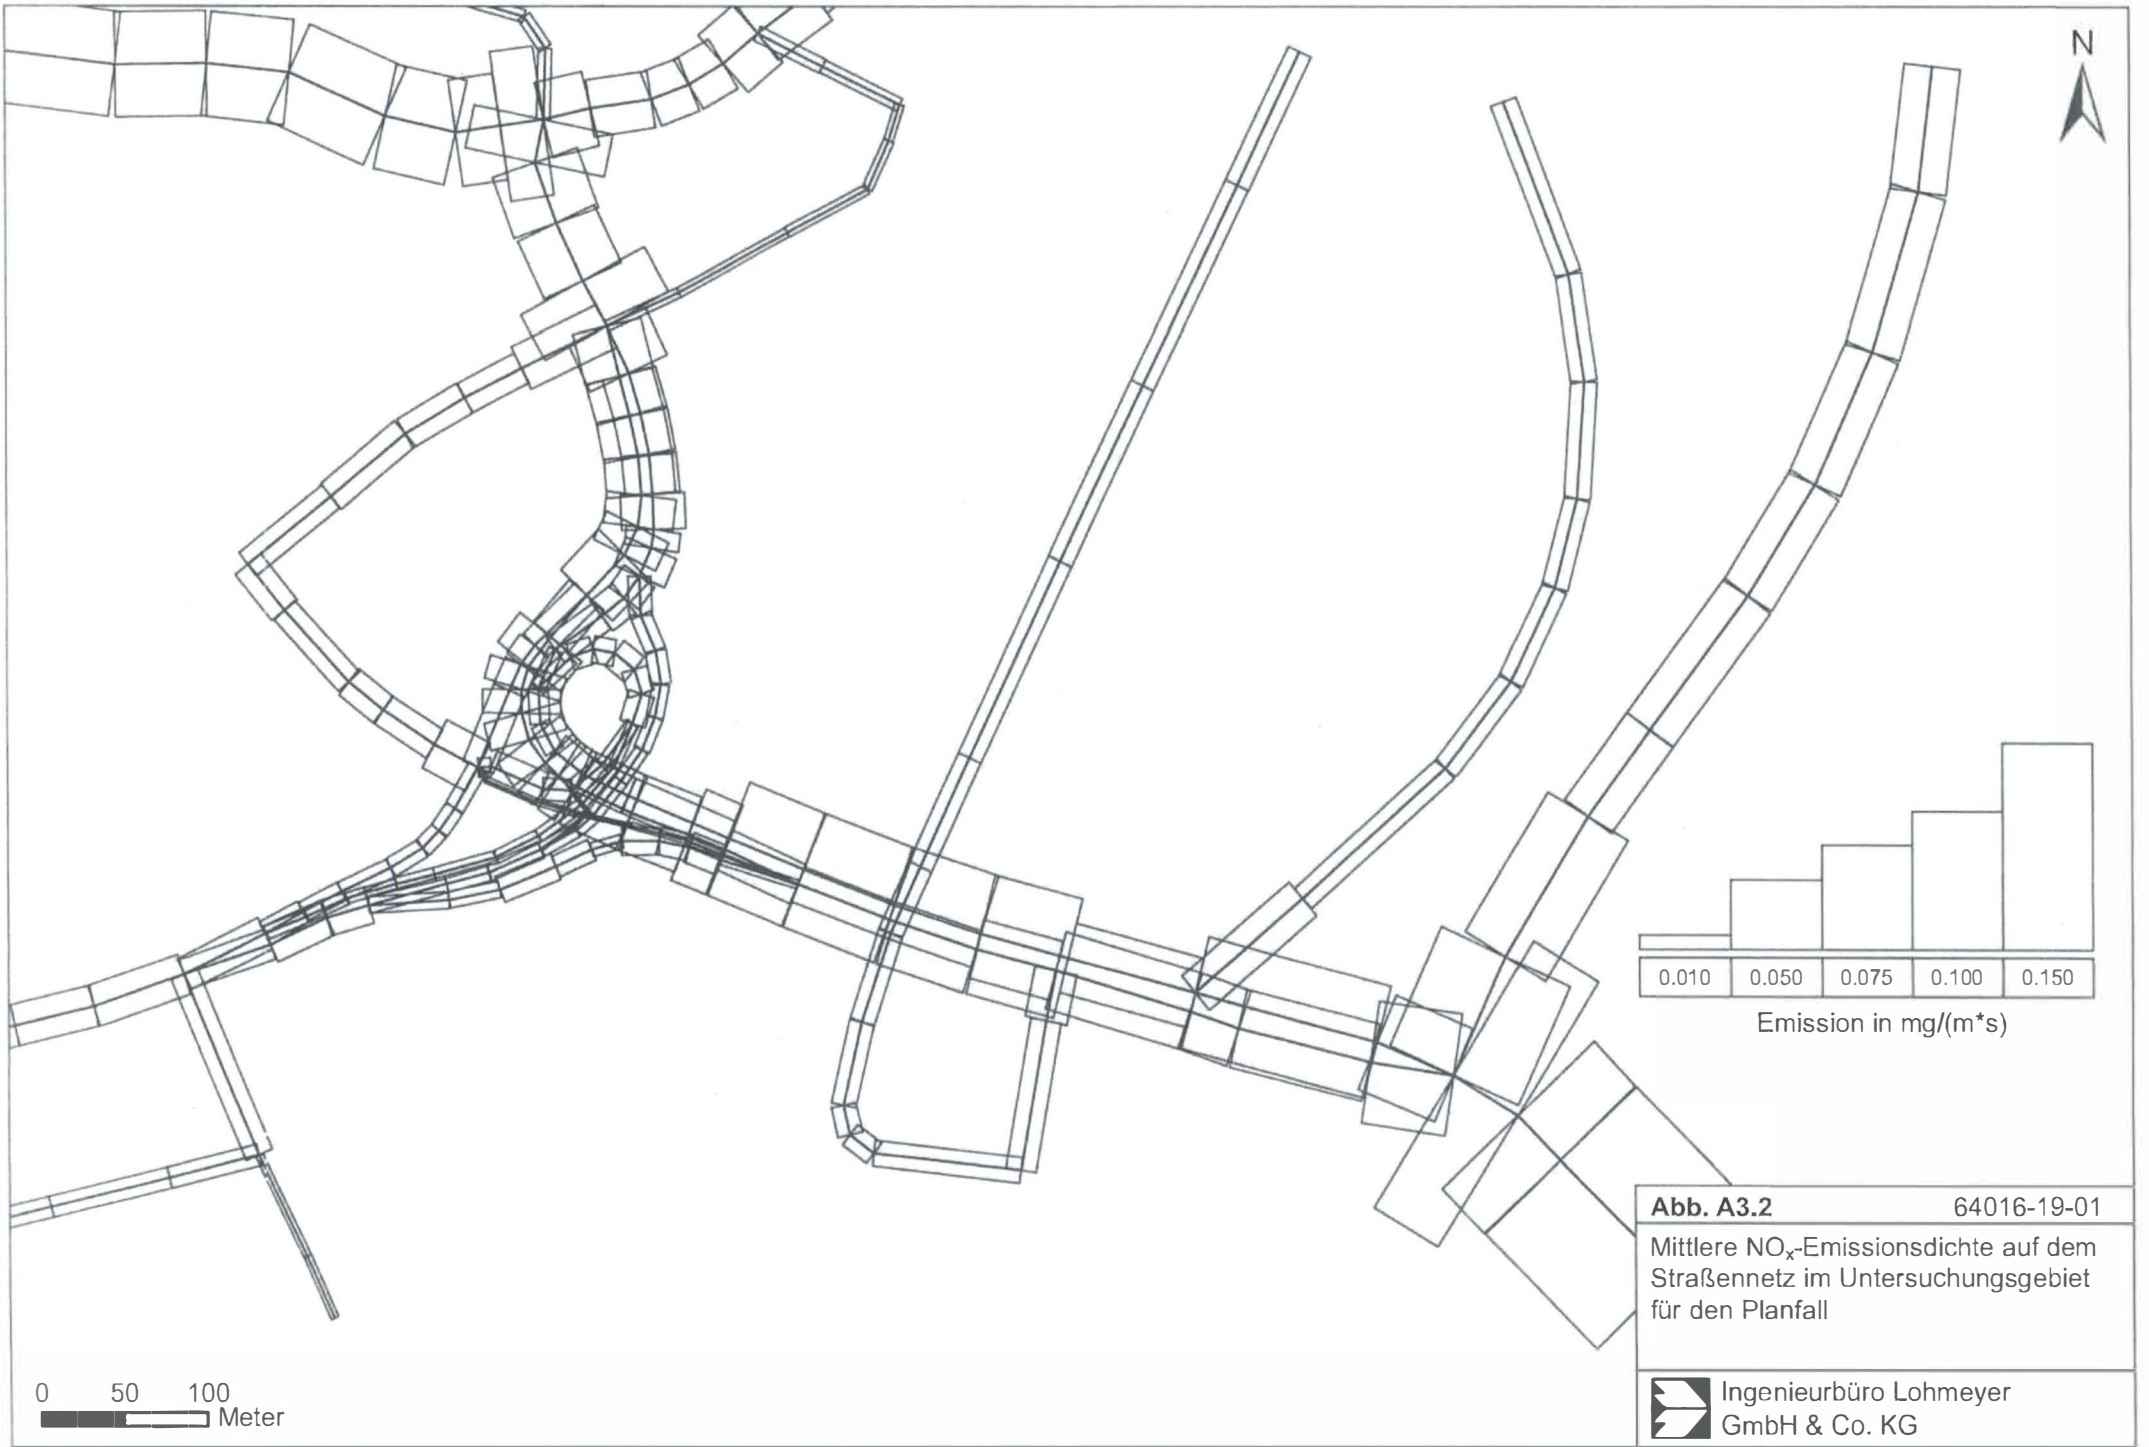 N
0.010 0.050 0.075 0.100 0.150
Emission in mg/(m*s)
Abb. A3.2 64016-19-01
Mittlere NOx-Emissionsdichte auf dem
Straßennetz im Untersuchungsgebiet
für den Planfall
0 50 100
Meter
Ingenieurbüro Lohmeyer
GmbH & Co. KG